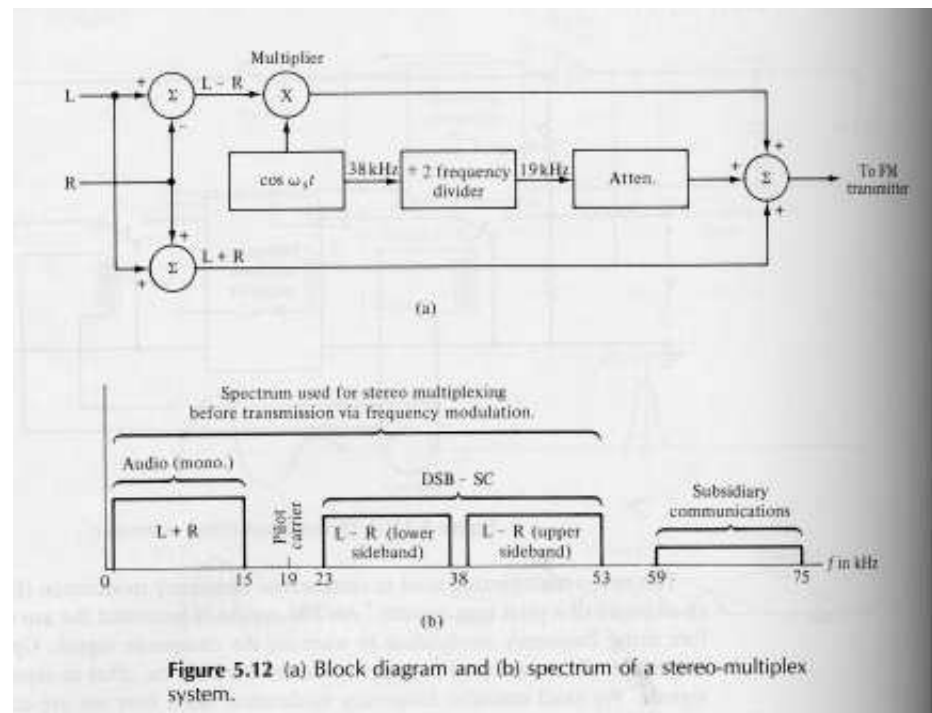 Multiplier
L
+
Σ
L - R
X
-
R
cos ωst
38 kHz
÷ 2 frequency
divider
19 kHz
Atten.
+
+
Σ
+
To FM
transmitter
+
Σ
+
L + R
(a)
Spectrum used for stereo multiplexing
before transmission via frequency modulation.
Audio (mono.)
DSB - SC
Subsidiary
communications
L + R
Pilot
carrier
L - R (lower
sideband)
L - R (upper
sideband)
0 15 19 23 38 53 59 75 f in kHz
(b)
Figure 5.12 (a) Block diagram and (b) spectrum of a stereo-multiplex
system.